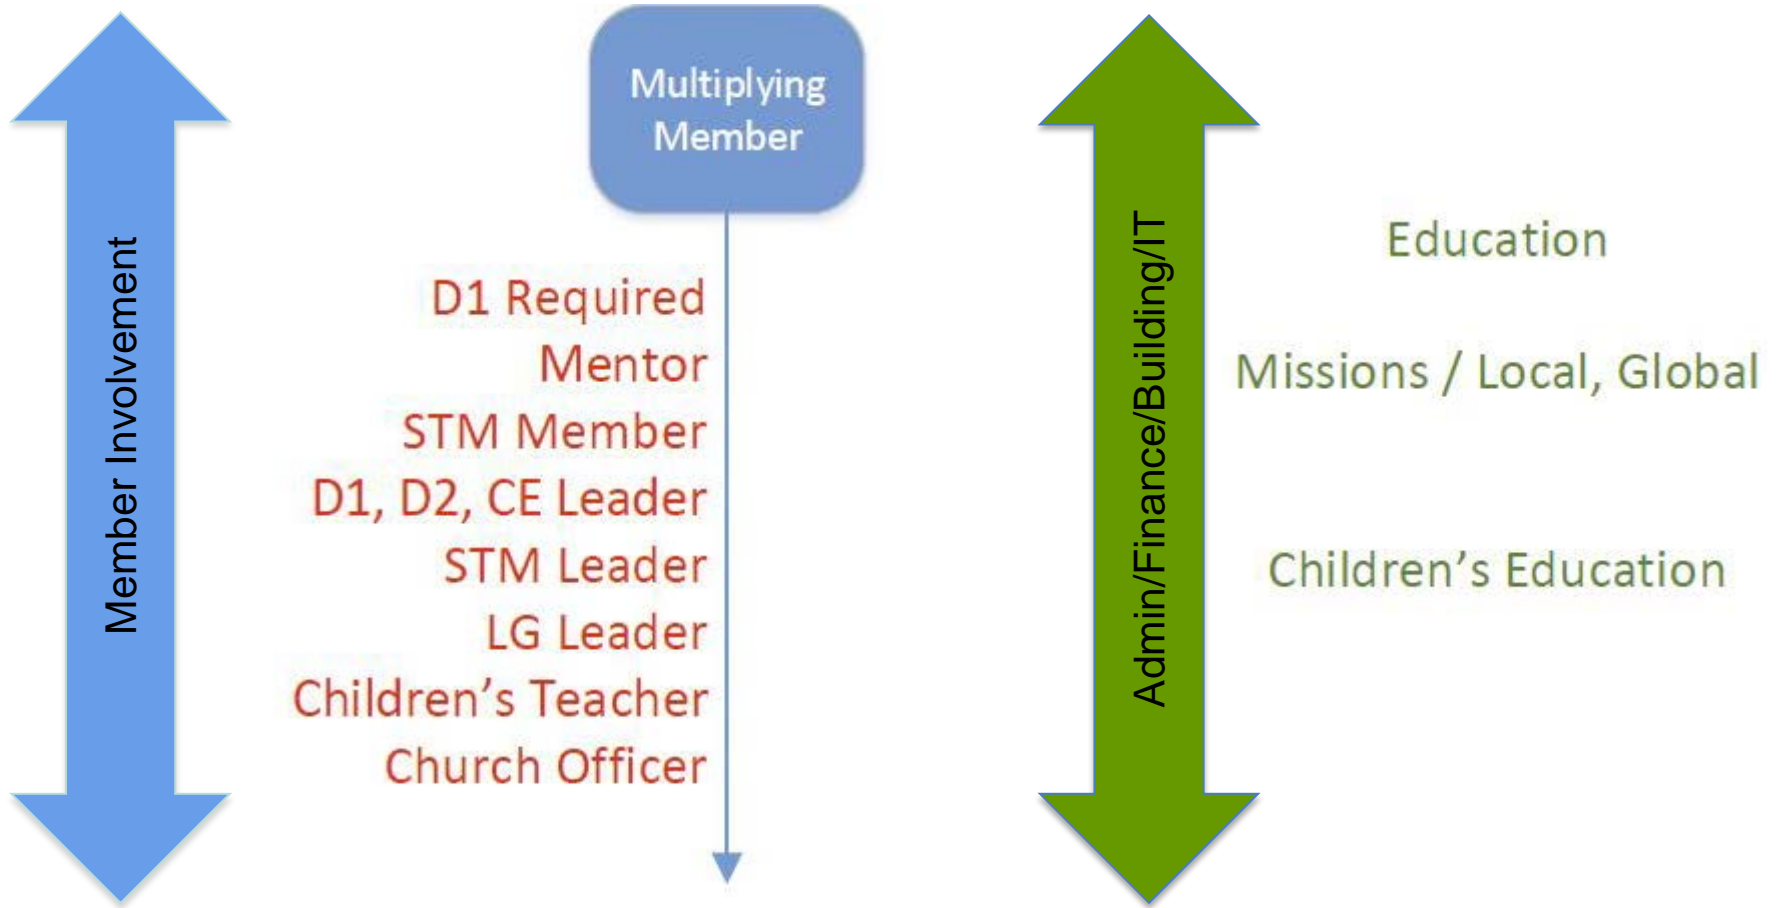 Member Involvement
Multiplying
Member
D1 Required
Mentor
STM Member
D1, D2, CE Leader
STM Leader
LG Leader
Children’s Teacher
Church Officer
Admin/Finance/Building/IT
Education
Missions / Local, Global
Children’s Education